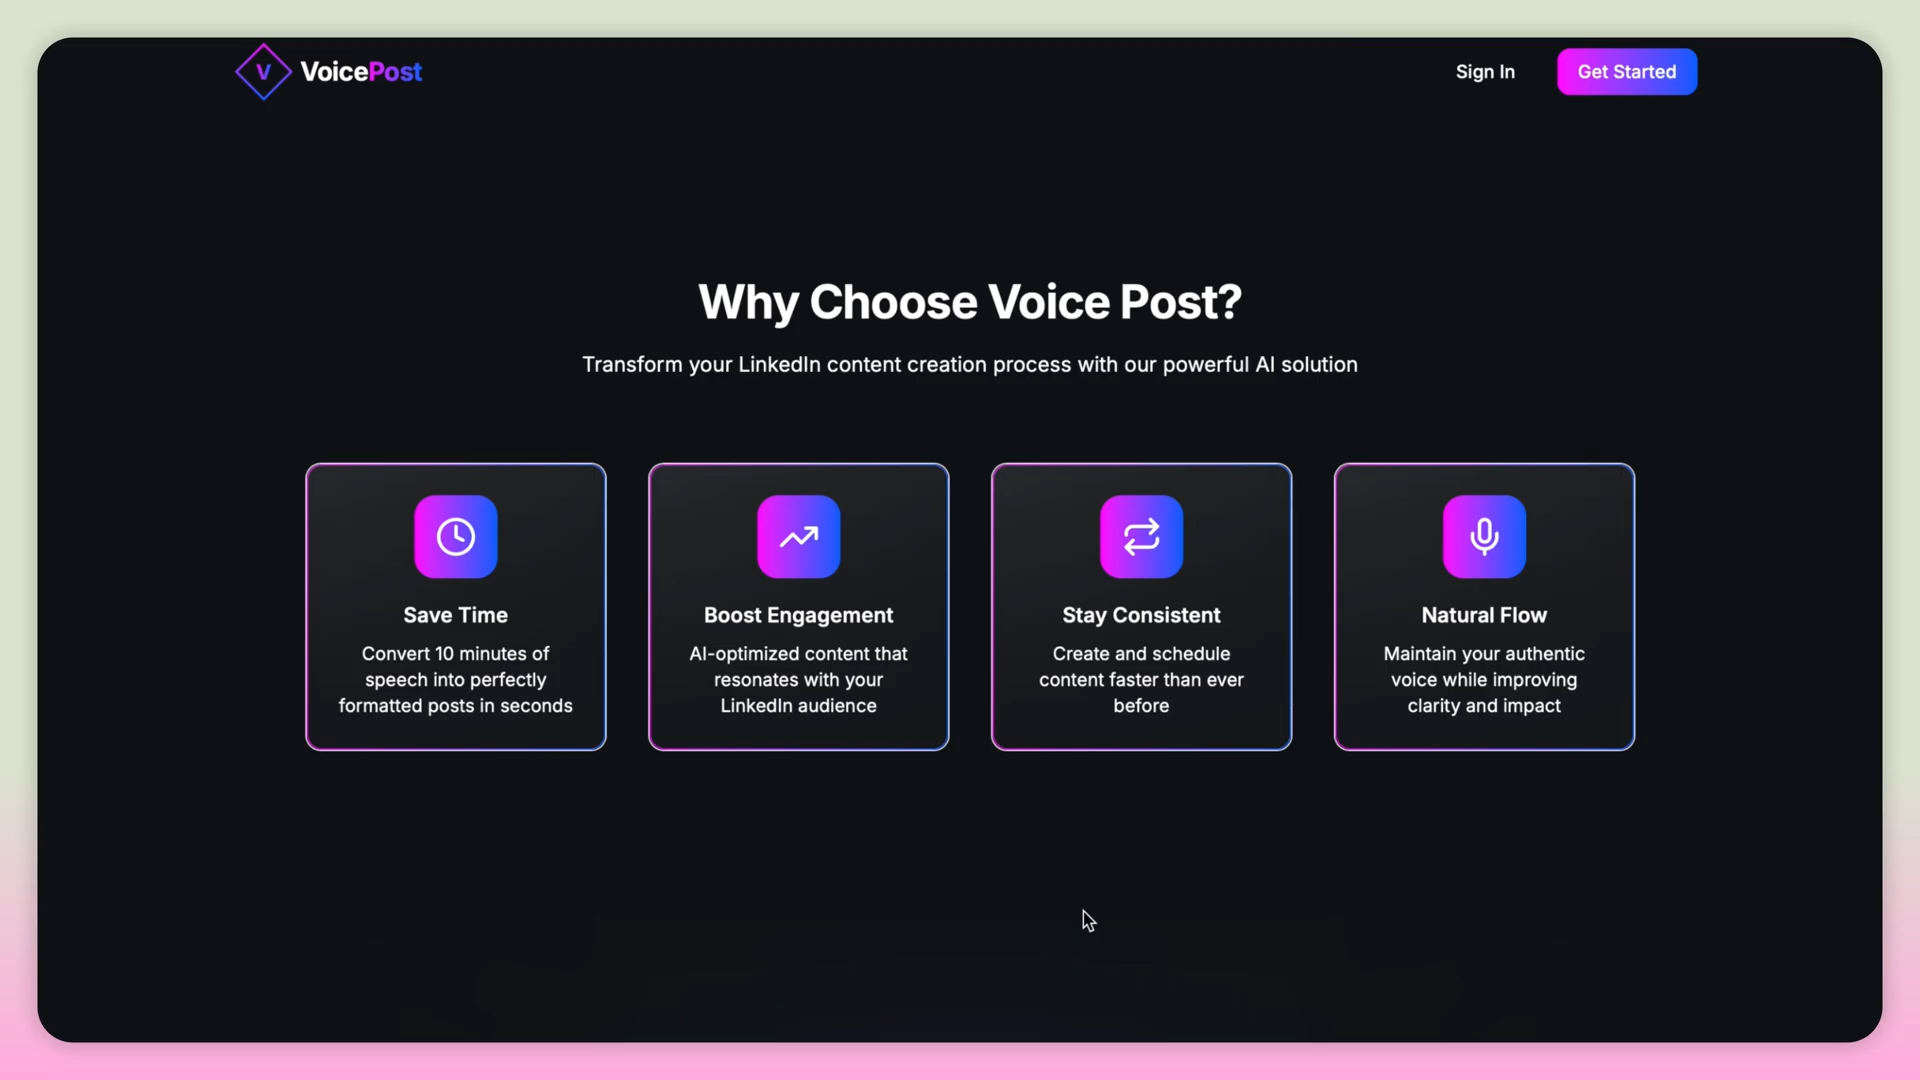 V VoicePost
Sign In
Get Started
Why Choose Voice Post?
Transform your LinkedIn content creation process with our powerful AI solution
Save Time
Convert 10 minutes of
speech into perfectly
formatted posts in seconds
Boost Engagement
AI-optimized content that
resonates with your
LinkedIn audience
Stay Consistent
Create and schedule
content faster than ever
before
Natural Flow
Maintain your authentic
voice while improving
clarity and impact